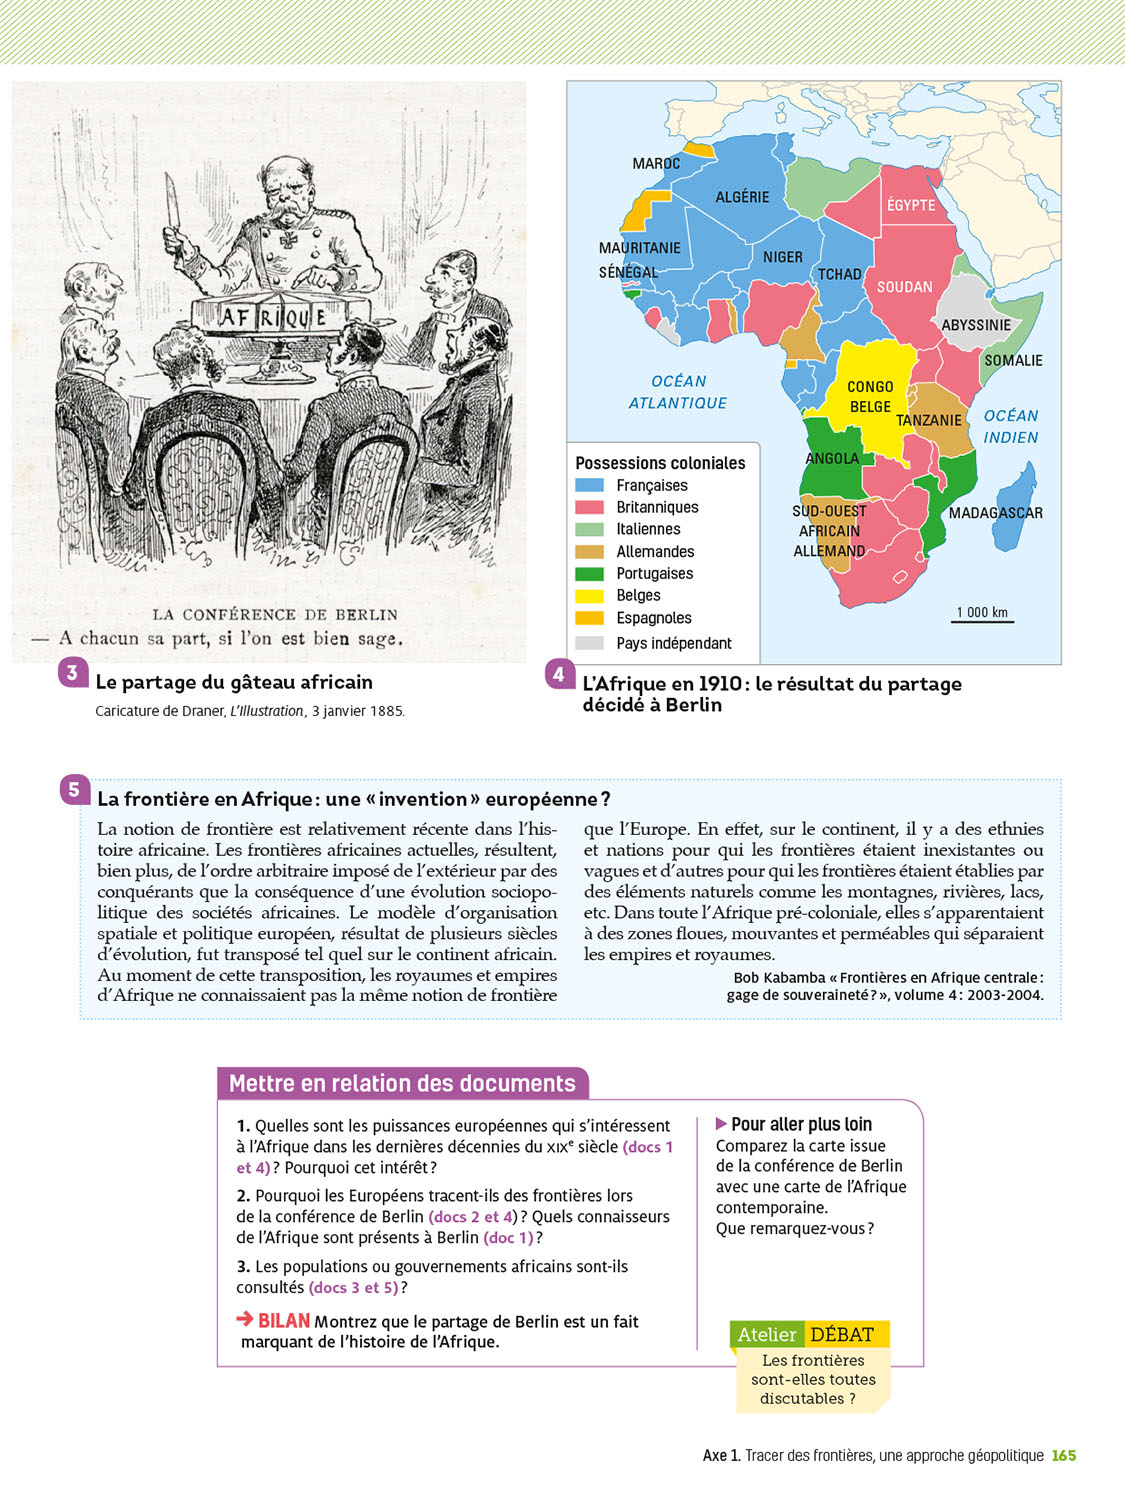 AFRIQUE
LA CONFÉRENCE DE BERLIN
— A chacun sa part, si l'on est bien sage.
3
Le partage du gâteau africain
Caricature de Draner, L'Illustration, 3 janvier 1885.
MAROC
ALGÉRIE
ÉGYPTE
MAURITANIE
NIGER
SÉNÉGAL
TCHAD
SOUDAN
ABYSSINIE
SOMALIE
OCÉAN
ATLANTIQUE
CONGO
BELGE
TANZANIE
OCÉAN
INDIEN
ANGOLA
MADAGASCAR
SUD-OUEST
AFRICAIN
ALLEMAND
Possessions coloniales
Françaises
Britanniques
Italiennes
Allemandes
Portugaises
Belges
Espagnoles
Pays indépendant
1 000 km
4
L'Afrique en 1910 : le résultat du partage
décidé à Berlin
5
La frontière en Afrique : une « invention » européenne ?
La notion de frontière est relativement récente dans l'his-
toire africaine. Les frontières africaines actuelles, résultent,
bien plus, de l'ordre arbitraire imposé de l'extérieur par des
conquérants que la conséquence d'une évolution sociopo-
litique des sociétés africaines. Le modèle d'organisation
spatiale et politique européen, résultat de plusieurs siècles
d'évolution, fut transposé tel quel sur le continent africain.
Au moment de cette transposition, les royaumes et empires
d'Afrique ne connaissaient pas la même notion de frontière
que l'Europe. En effet, sur le continent, il y a des ethnies
et nations pour qui les frontières étaient inexistantes ou
vagues et d'autres pour qui les frontières étaient établies par
des éléments naturels comme les montagnes, rivières, lacs,
etc. Dans toute l'Afrique pré-coloniale, elles s'apparentaient
à des zones floues, mouvantes et perméables qui séparaient
les empires et royaumes.
Bob Kabamba « Frontières en Afrique centrale :
gage de souveraineté ? », volume 4 : 2003-2004.
Mettre en relation des documents
1. Quelles sont les puissances européennes qui s'intéressent
à l'Afrique dans les dernières décennies du XIXe siècle (docs 1
et 4) ? Pourquoi cet intérêt ?
2. Pourquoi les Européens tracent-ils des frontières lors
de la conférence de Berlin (docs 2 et 4) ? Quels connaisseurs
de l'Afrique sont présents à Berlin (doc 1) ?
3. Les populations ou gouvernements africains sont-ils
consultés (docs 3 et 5) ?
→ BILAN Montrez que le partage de Berlin est un fait
marquant de l'histoire de l'Afrique.
▶ Pour aller plus loin
Comparez la carte issue
de la conférence de Berlin
avec une carte de l'Afrique
contemporaine.
Que remarquez-vous ?
Atelier DÉBAT
Les frontières
sont-elles toutes
discutables ?
Axe 1. Tracer des frontières, une approche géopolitique 165